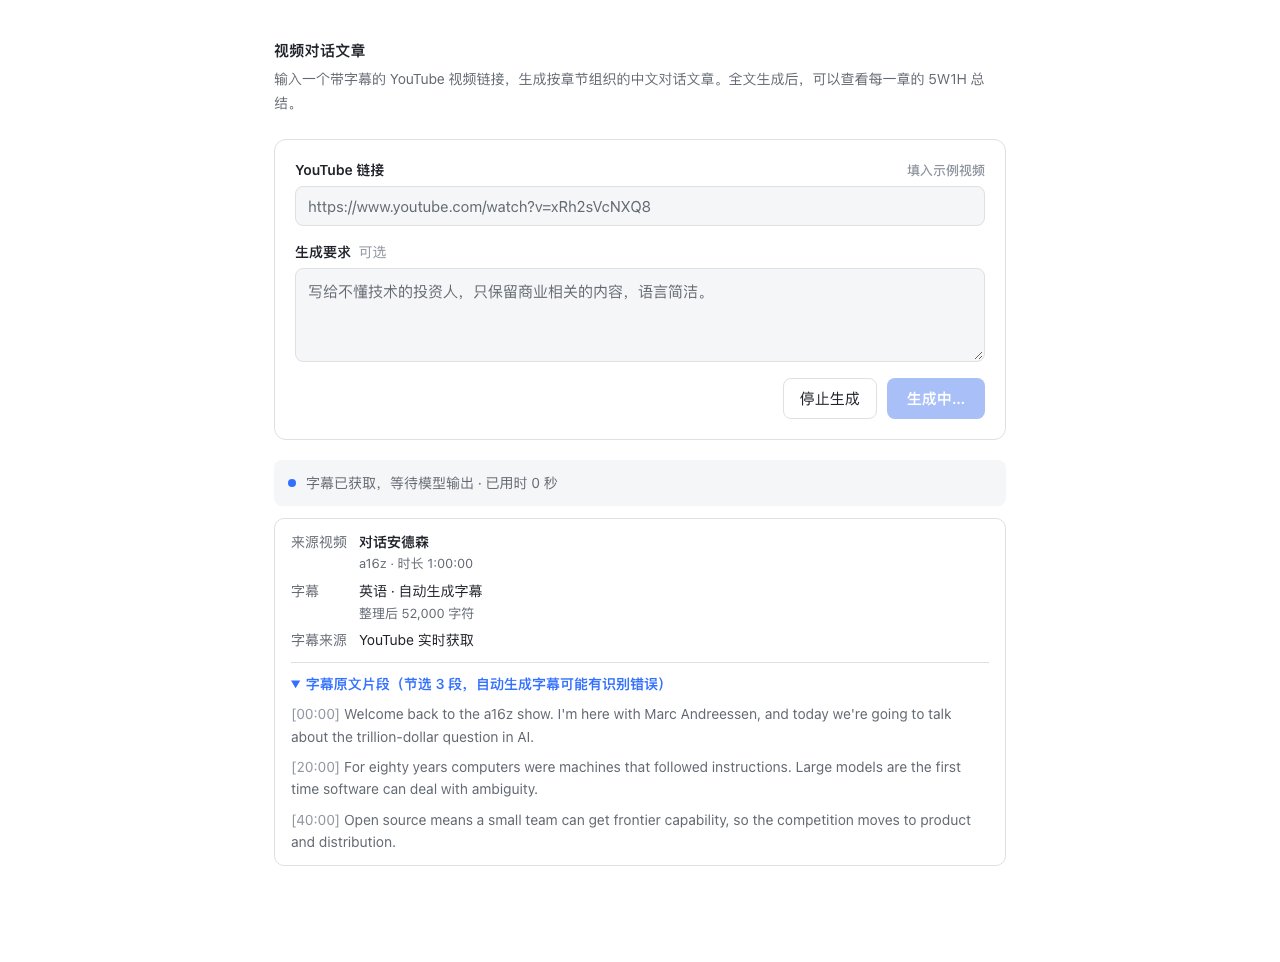 视频对话文章
输入一个带字幕的 YouTube 视频链接，生成按章节组织的中文对话文章。全文生成后，可以查看每一章的 5W1H 总
结。
YouTube 链接
填入示例视频
https://www.youtube.com/watch?v=xRh2sVcNXQ8
生成要求 可选
写给不懂技术的投资人，只保留商业相关的内容，语言简洁。
停止生成
生成中...
字幕已获取，等待模型输出 · 已用时 0 秒
来源视频 对话安德森
a16z · 时长 1:00:00
字幕 英语 · 自动生成字幕
整理后 52,000 字符
字幕来源 YouTube 实时获取
▼ 字幕原文片段（节选 3 段，自动生成字幕可能有识别错误）
[00:00] Welcome back to the a16z show. I'm here with Marc Andreessen, and today we're going to talk
about the trillion-dollar question in AI.
[20:00] For eighty years computers were machines that followed instructions. Large models are the first
time software can deal with ambiguity.
[40:00] Open source means a small team can get frontier capability, so the competition moves to product
and distribution.